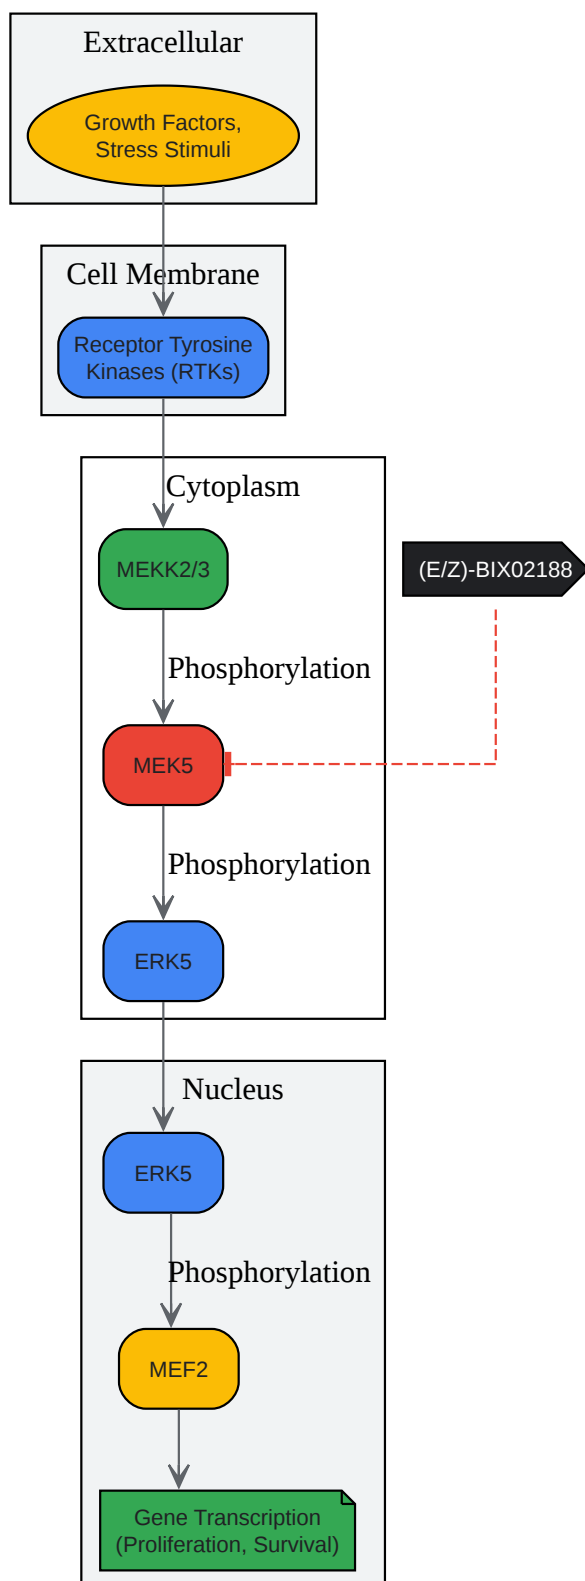 Extracellular
Growth Factors,
Stress Stimuli
Cell Membrane
Receptor Tyrosine
Kinases (RTKs)
Cytoplasm
MEKK2/3
(E/Z)-BIX02188
Phosphorylation
MEK5
Phosphorylation
ERK5
Nucleus
ERK5
Phosphorylation
MEF2
Gene Transcription
(Proliferation, Survival)